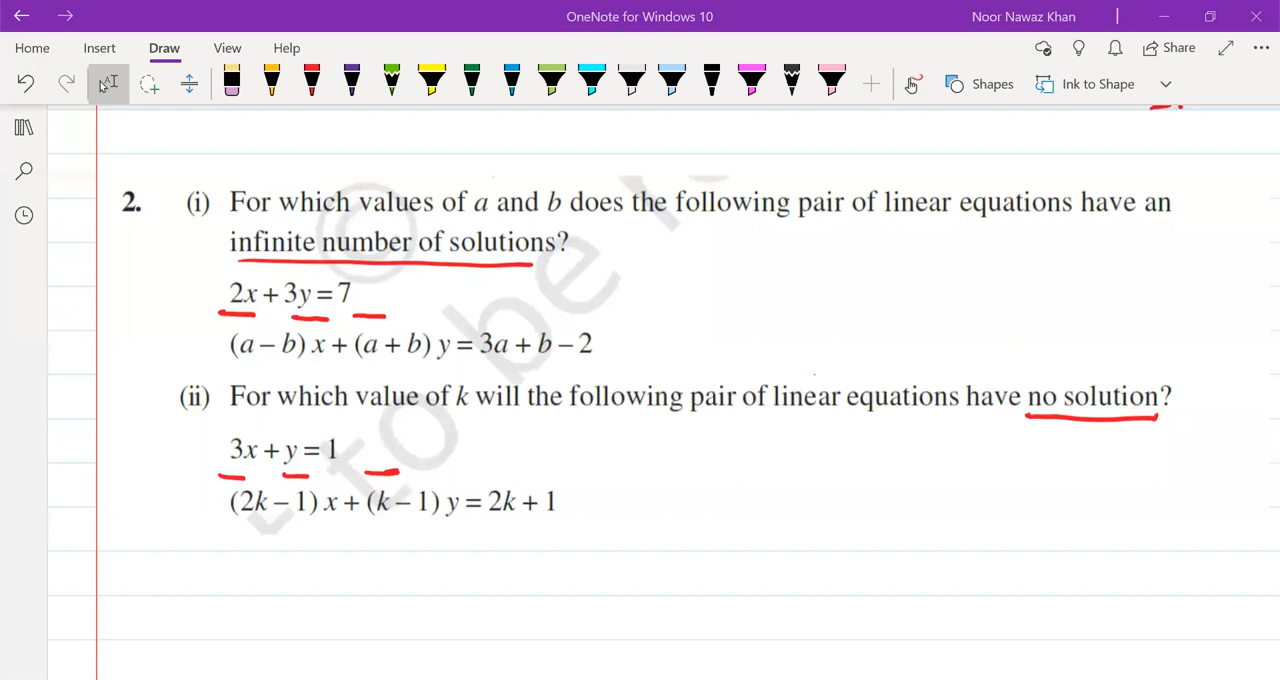 OneNote for Windows 10
Noor Nawaz Khan
Home Insert Draw View Help
Share
Shapes
Ink to Shape
2. (i) For which values of a and b does the following pair of linear equations have an
infinite number of solutions?
2x + 3y = 7
(a – b) x + (a + b) y = 3a + b – 2
(ii) For which value of k will the following pair of linear equations have no solution?
3x + y = 1
(2k – 1) x + (k – 1) y = 2k + 1
©
to be